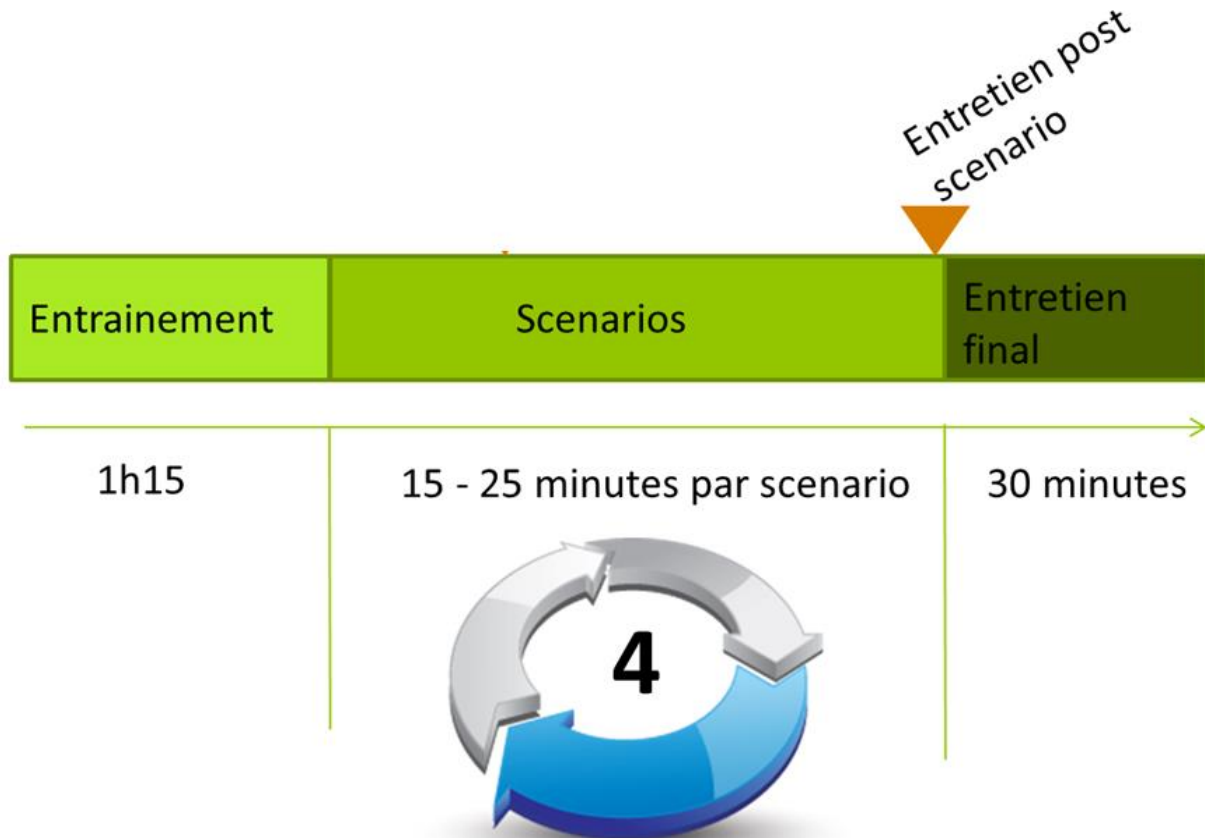 Entretien post
scenario
Entrainement
Scenarios
Entretien
final
1h15
15 - 25 minutes par scenario
30 minutes
4